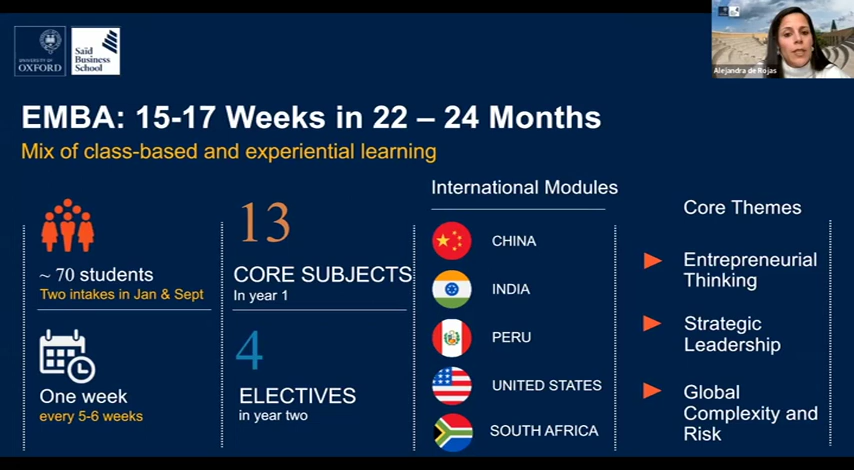 UNIVERSITY OF
OXFORD
Saïd
Business
School
Alejandra de Rojas
EMBA: 15-17 Weeks in 22 – 24 Months
Mix of class-based and experiential learning
~ 70 students
Two intakes in Jan & Sept
One week
every 5-6 weeks
13
CORE SUBJECTS
In year 1
4
ELECTIVES
in year two
International Modules
CHINA
INDIA
PERU
UNITED STATES
SOUTH AFRICA
Core Themes
Entrepreneurial
Thinking
Strategic
Leadership
Global
Complexity and
Risk